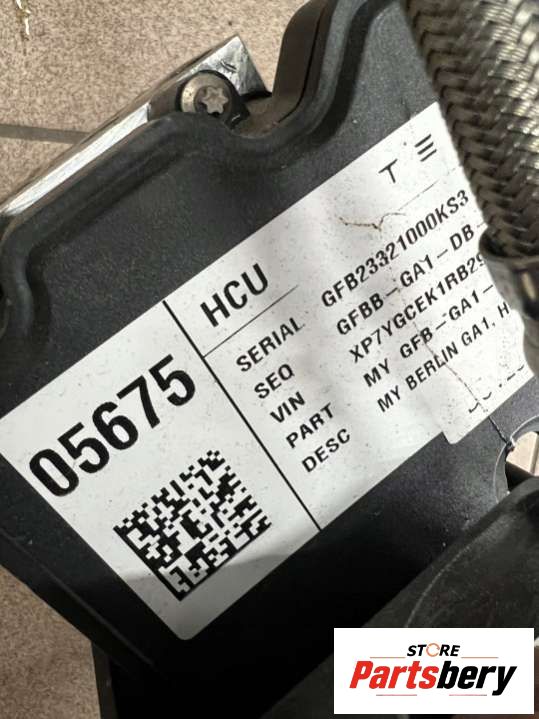 T ☰
05675
HCU
SERIAL GFB23321000KS3
SEQ GFBB-GA1-DB
VIN XP7YGCEK1RB29
PART MY GFB-GA1-
DESC MY BERLIN GA1,
STORE
Partsbery